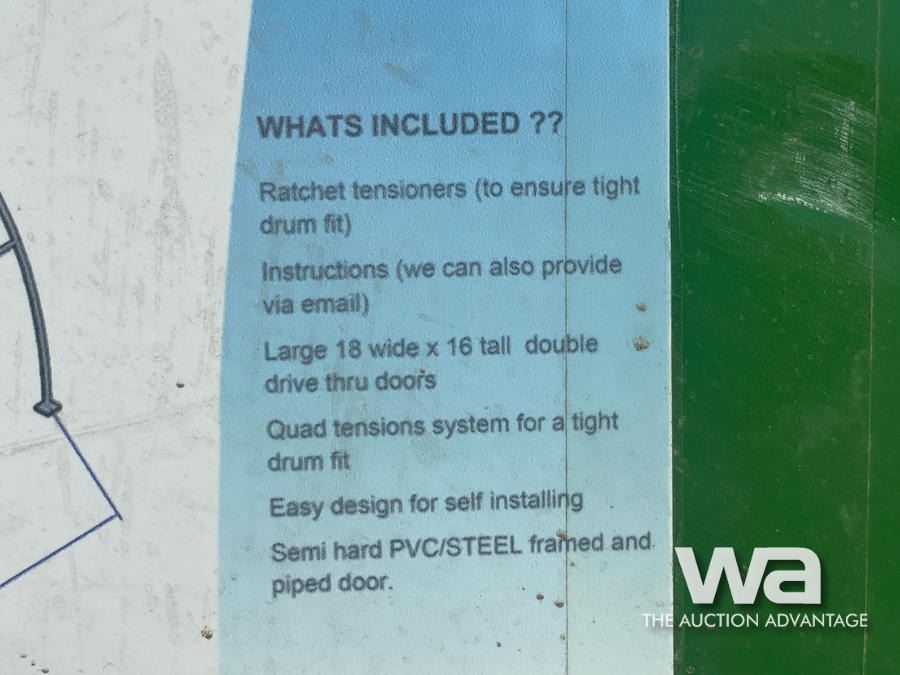 WHATS INCLUDED ??
Ratchet tensioners (to ensure tight
drum fit)
Instructions (we can also provide
via email)
Large 18 wide x 16 tall  double
drive thru doors
Quad tensions system for a tight
drum fit
Easy design for self installing
Semi hard PVC/STEEL framed and
piped door.
wa
THE AUCTION ADVANTAGE